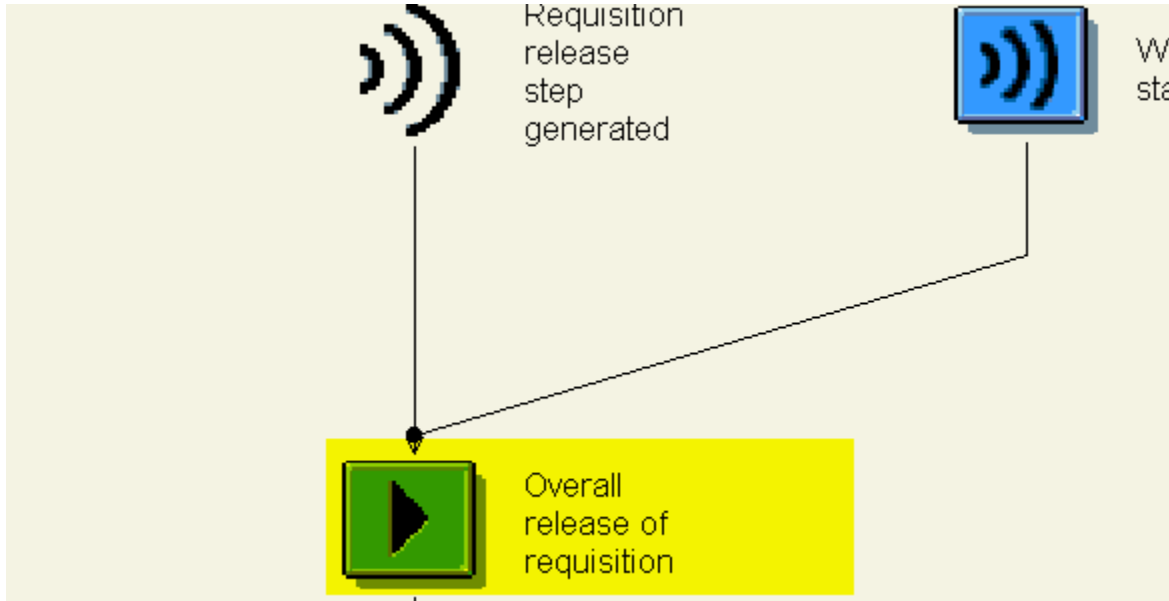 Requisition
release
step
generated
Overall
release of
requisition